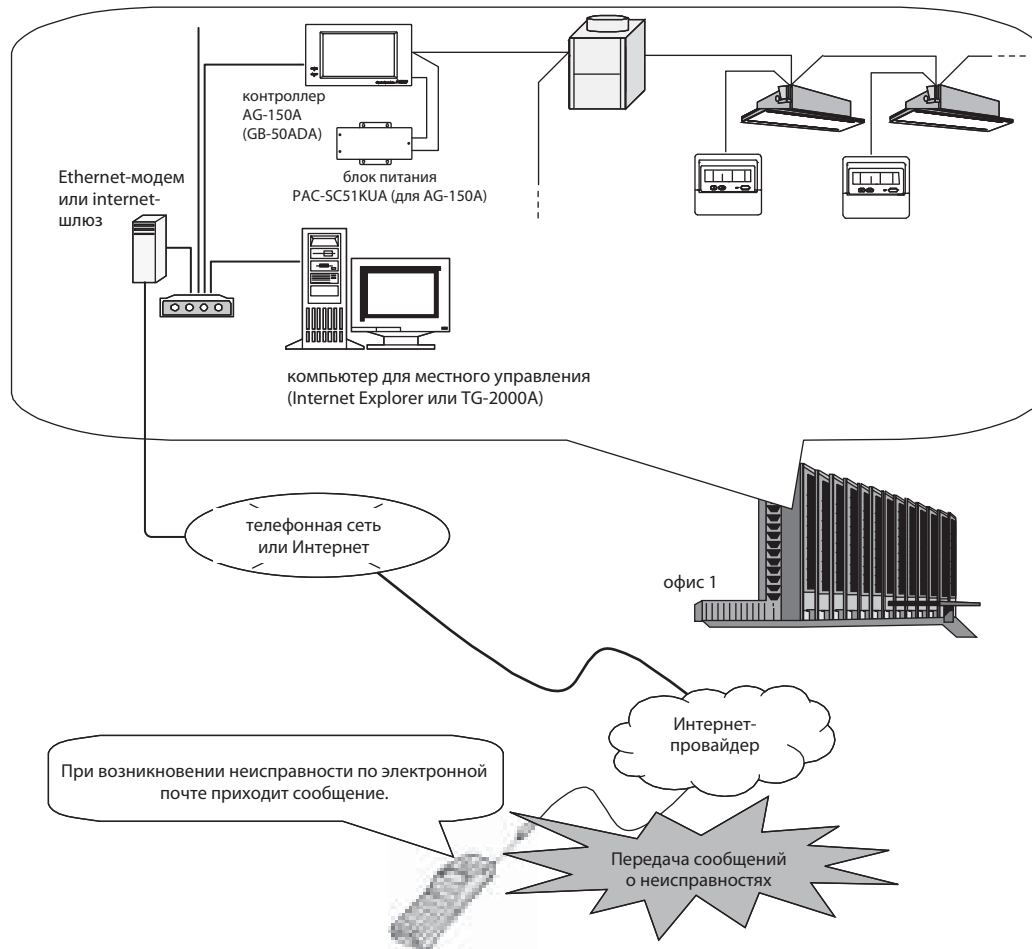 контроллер
AG-150A
(GB-50ADA)
блок питания
PAC-SC51KUA (для AG-150A)
Ethernet-модем
или internet-
шлюз
компьютер для местного управления
(Internet Explorer или TG-2000A)
телефонная сеть
или Интернет
офис 1
Интернет-
провайдер
При возникновении неисправности по электронной
почте приходит сообщение.
Передача сообщений
о неисправностях